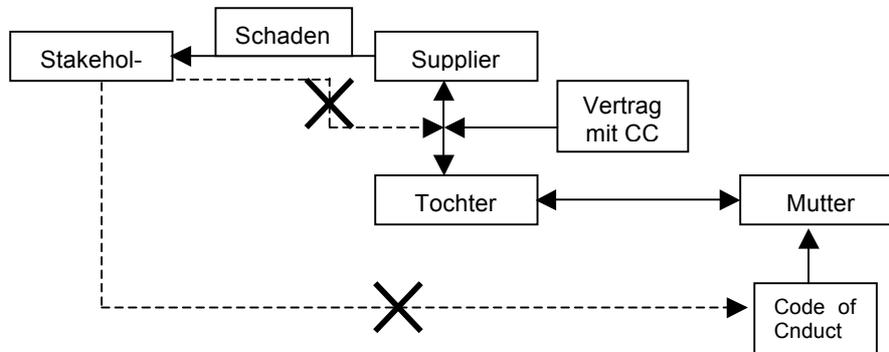 Schaden
Stakehol-
Supplier
Vertrag
mit CC
Tochter
Mutter
Code of
Cnduct